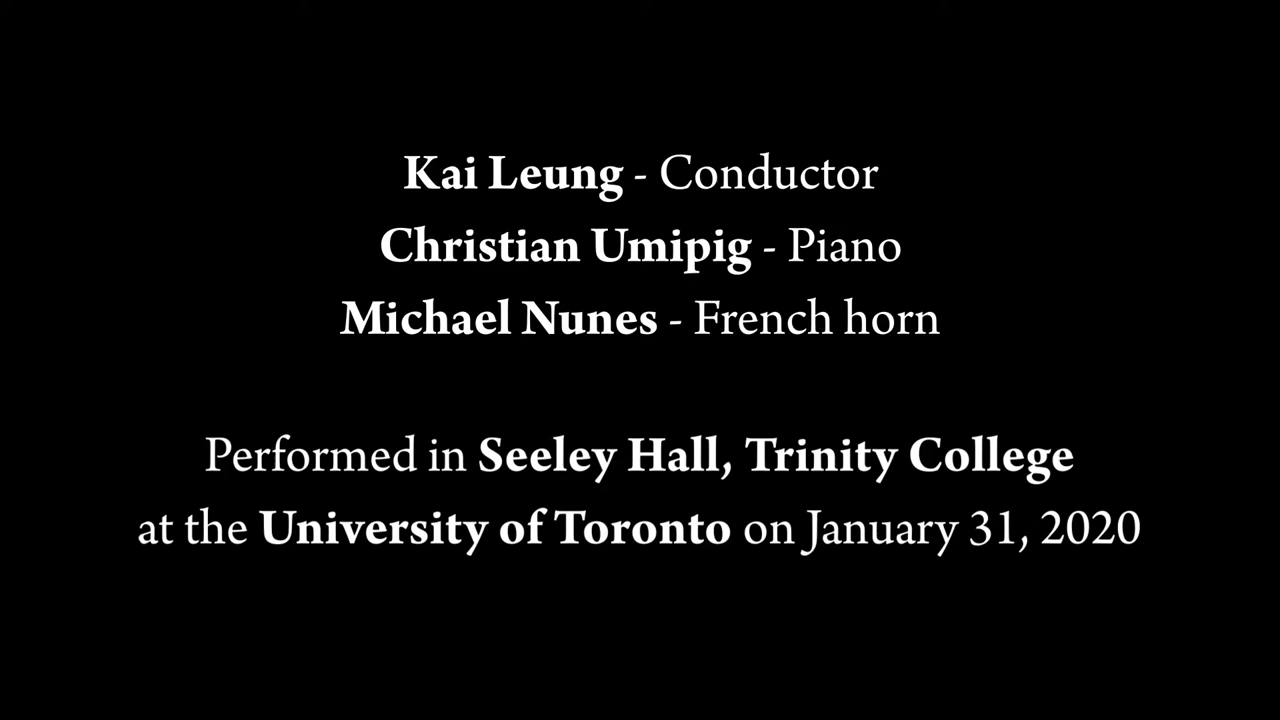 Kai Leung - Conductor
Christian Umipig - Piano
Michael Nunes - French horn
Performed in Seeley Hall, Trinity College
at the University of Toronto on January 31, 2020